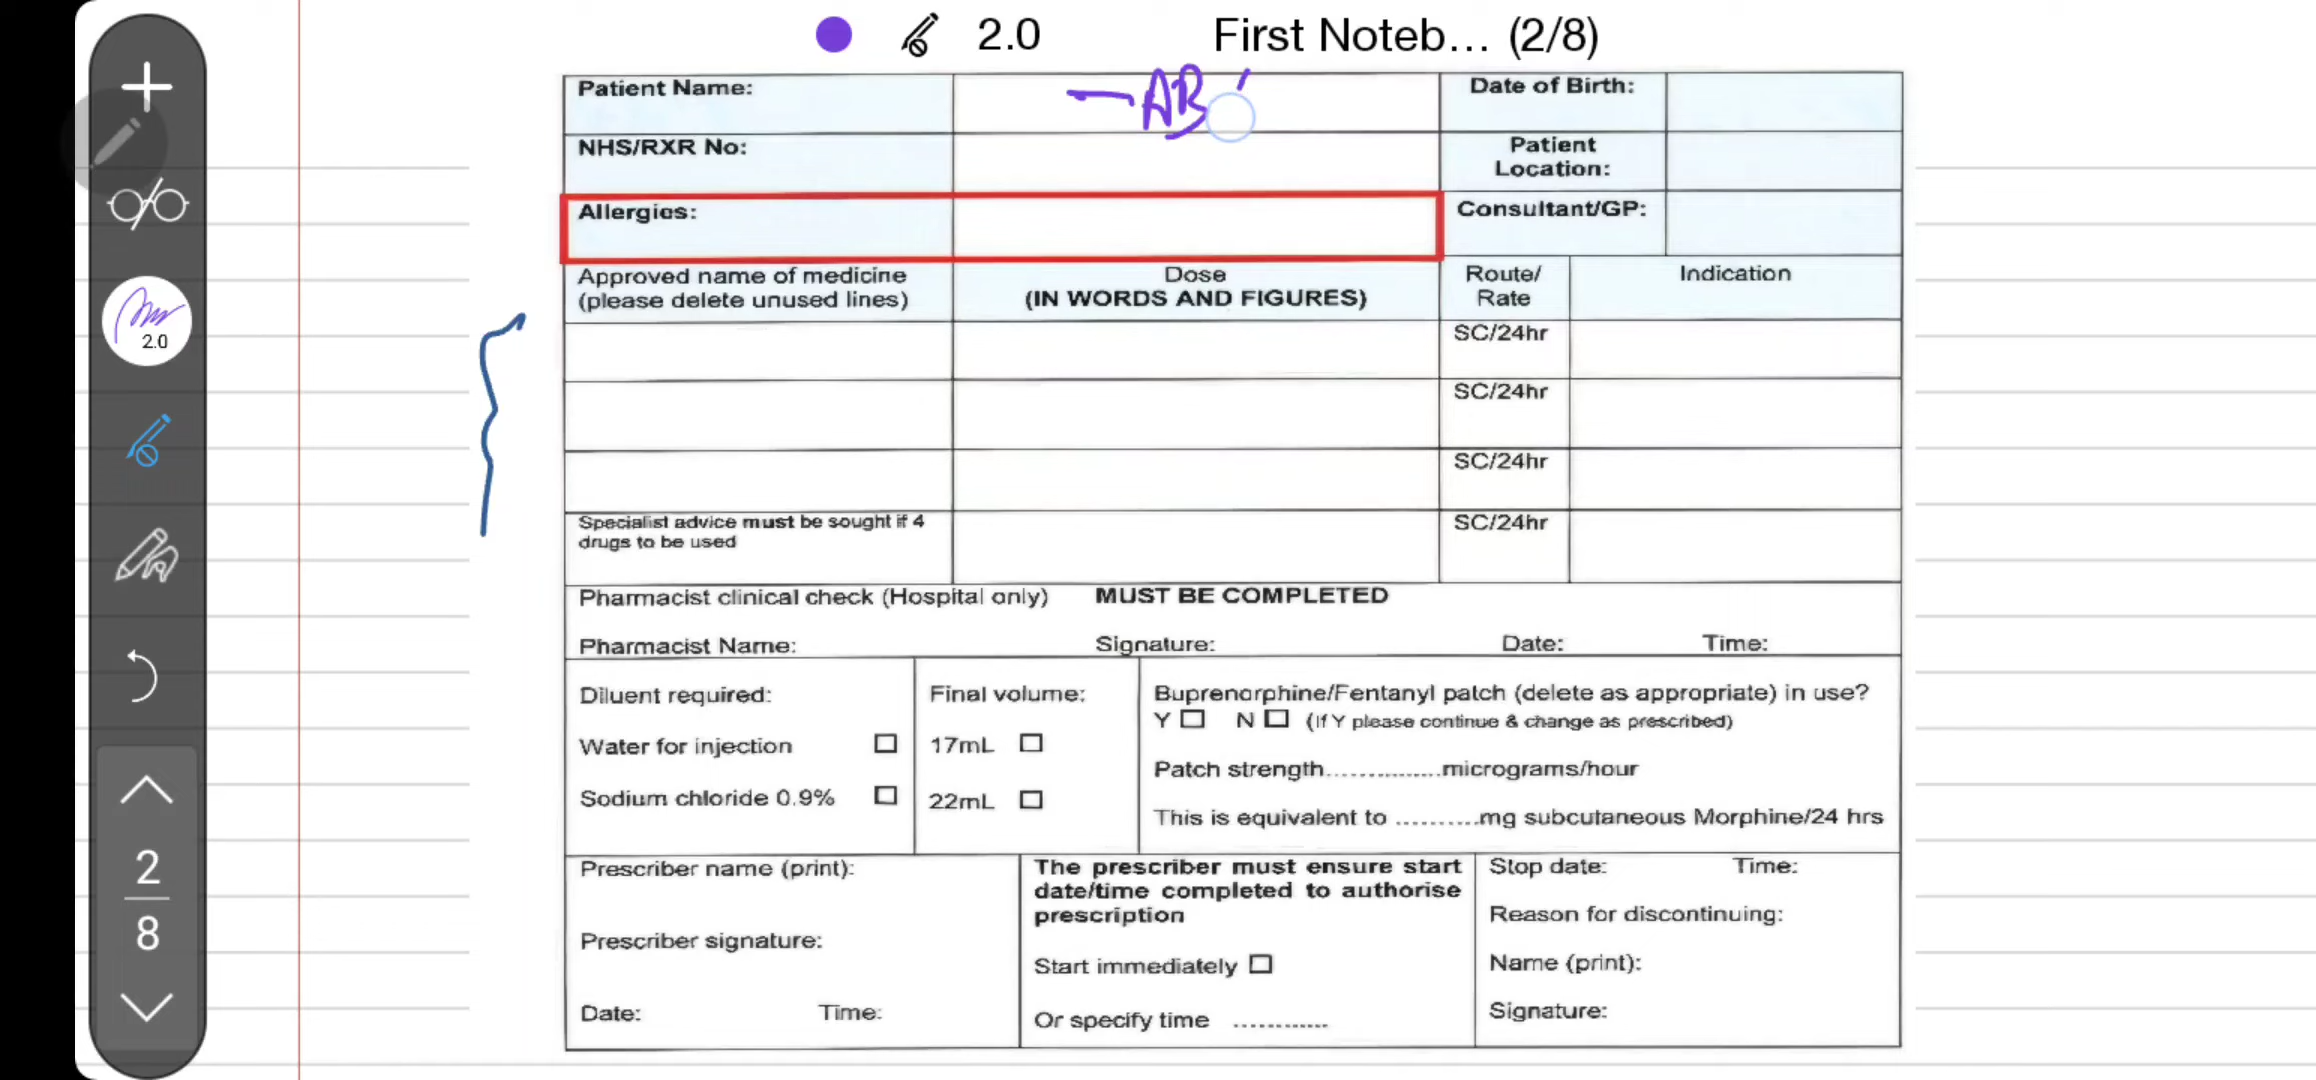 2.0 First Noteb... (2/8)
Patient Name: - AB Date of Birth:
NHS/RXR No: Patient Location:
Allergies: Consultant/GP:
Approved name of medicine (please delete unused lines) Dose (IN WORDS AND FIGURES) Route/ Rate Indication
2.0
SC/24hr
SC/24hr
SC/24hr
Specialist advice must be sought if 4 drugs to be used SC/24hr
Pharmacist clinical check (Hospital only) MUST BE COMPLETED
Pharmacist Name: Signature: Date: Time:
Diluent required: Final volume: Buprenorphine/Fentanyl patch (delete as appropriate) in use?
Y N (If Y please continue & change as prescribed)
Water for injection 17mL
Patch strength...............micrograms/hour
Sodium chloride 0.9% 22mL
This is equivalent to ..........mg subcutaneous Morphine/24 hrs
2
8
Prescriber name (print):
Prescriber signature:
Date: Time:
The prescriber must ensure start
date/time completed to authorise
prescription
Start immediately
Or specify time ............
Stop date: Time:
Reason for discontinuing:
Name (print):
Signature: